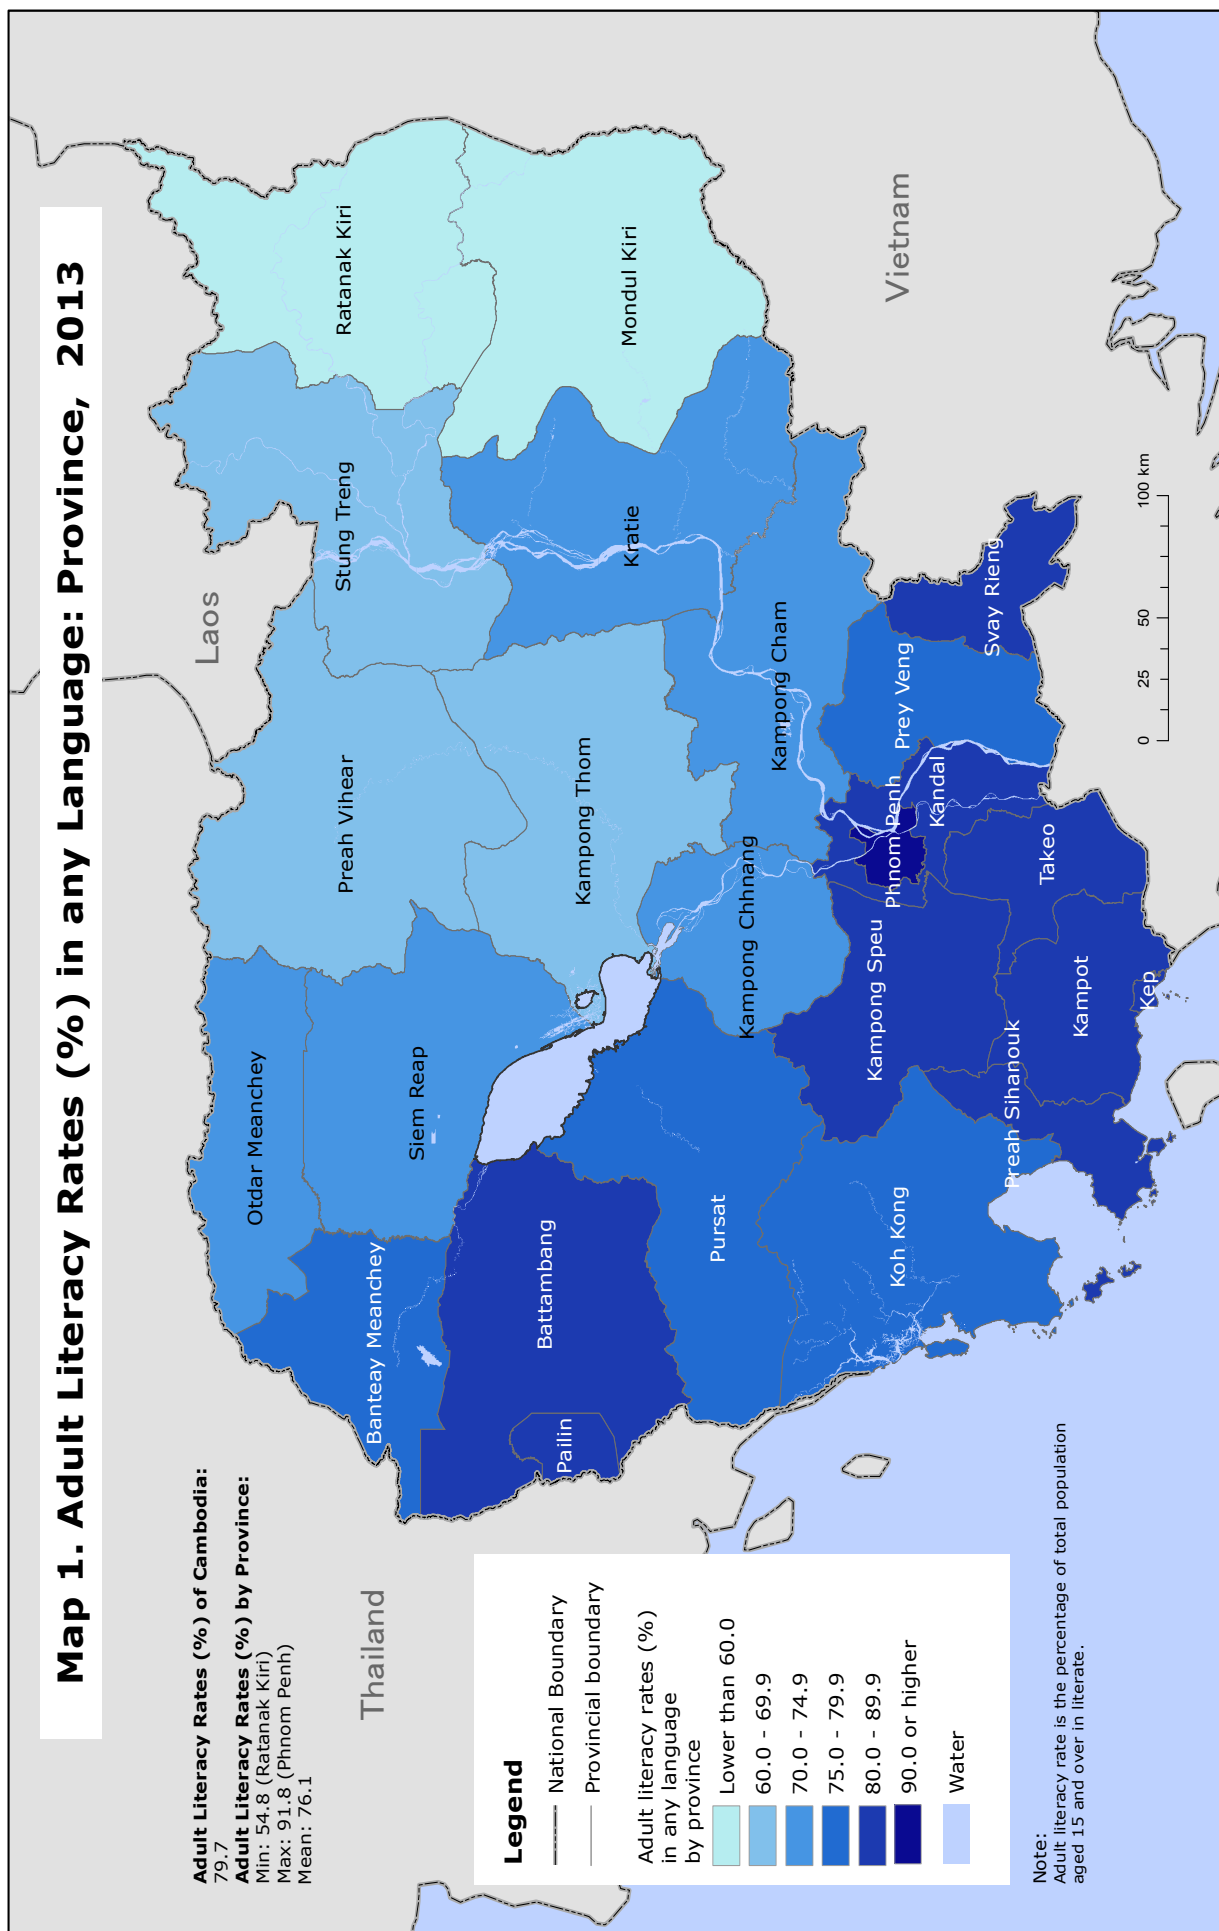 Map 1. Adult Literacy Rates (%) in any Language: Province, 2013
Adult Literacy Rates (%) of Cambodia:
79.7
Adult Literacy Rates (%) by Province:
Min: 54.8 (Ratanak Kiri)
Max: 91.8 (Phnom Penh)
Mean: 76.1
Laos
Thailand
Vietnam
Otdar Meanchey
Preah Vihear
Stung Treng
Ratanak Kiri
Banteay Meanchey
Siem Reap
Battambang
Pailin
Kampong Thom
Kratie
Mondul Kiri
Pursat
Kampong Chhnang
Kampong Cham
Koh Kong
Kampong Speu
Phnom Penh
Kandal
Prey Veng
Svay Rieng
Preah Sihanouk
Kampot
Takeo
Kep
Legend
National Boundary
Provincial boundary
Adult literacy rates (%)
in any language
by province
Lower than 60.0
60.0 - 69.9
70.0 - 74.9
75.0 - 79.9
80.0 - 89.9
90.0 or higher
Water
0 25 50 100 km
Note:
Adult literacy rate is the percentage of total population
aged 15 and over in literate.